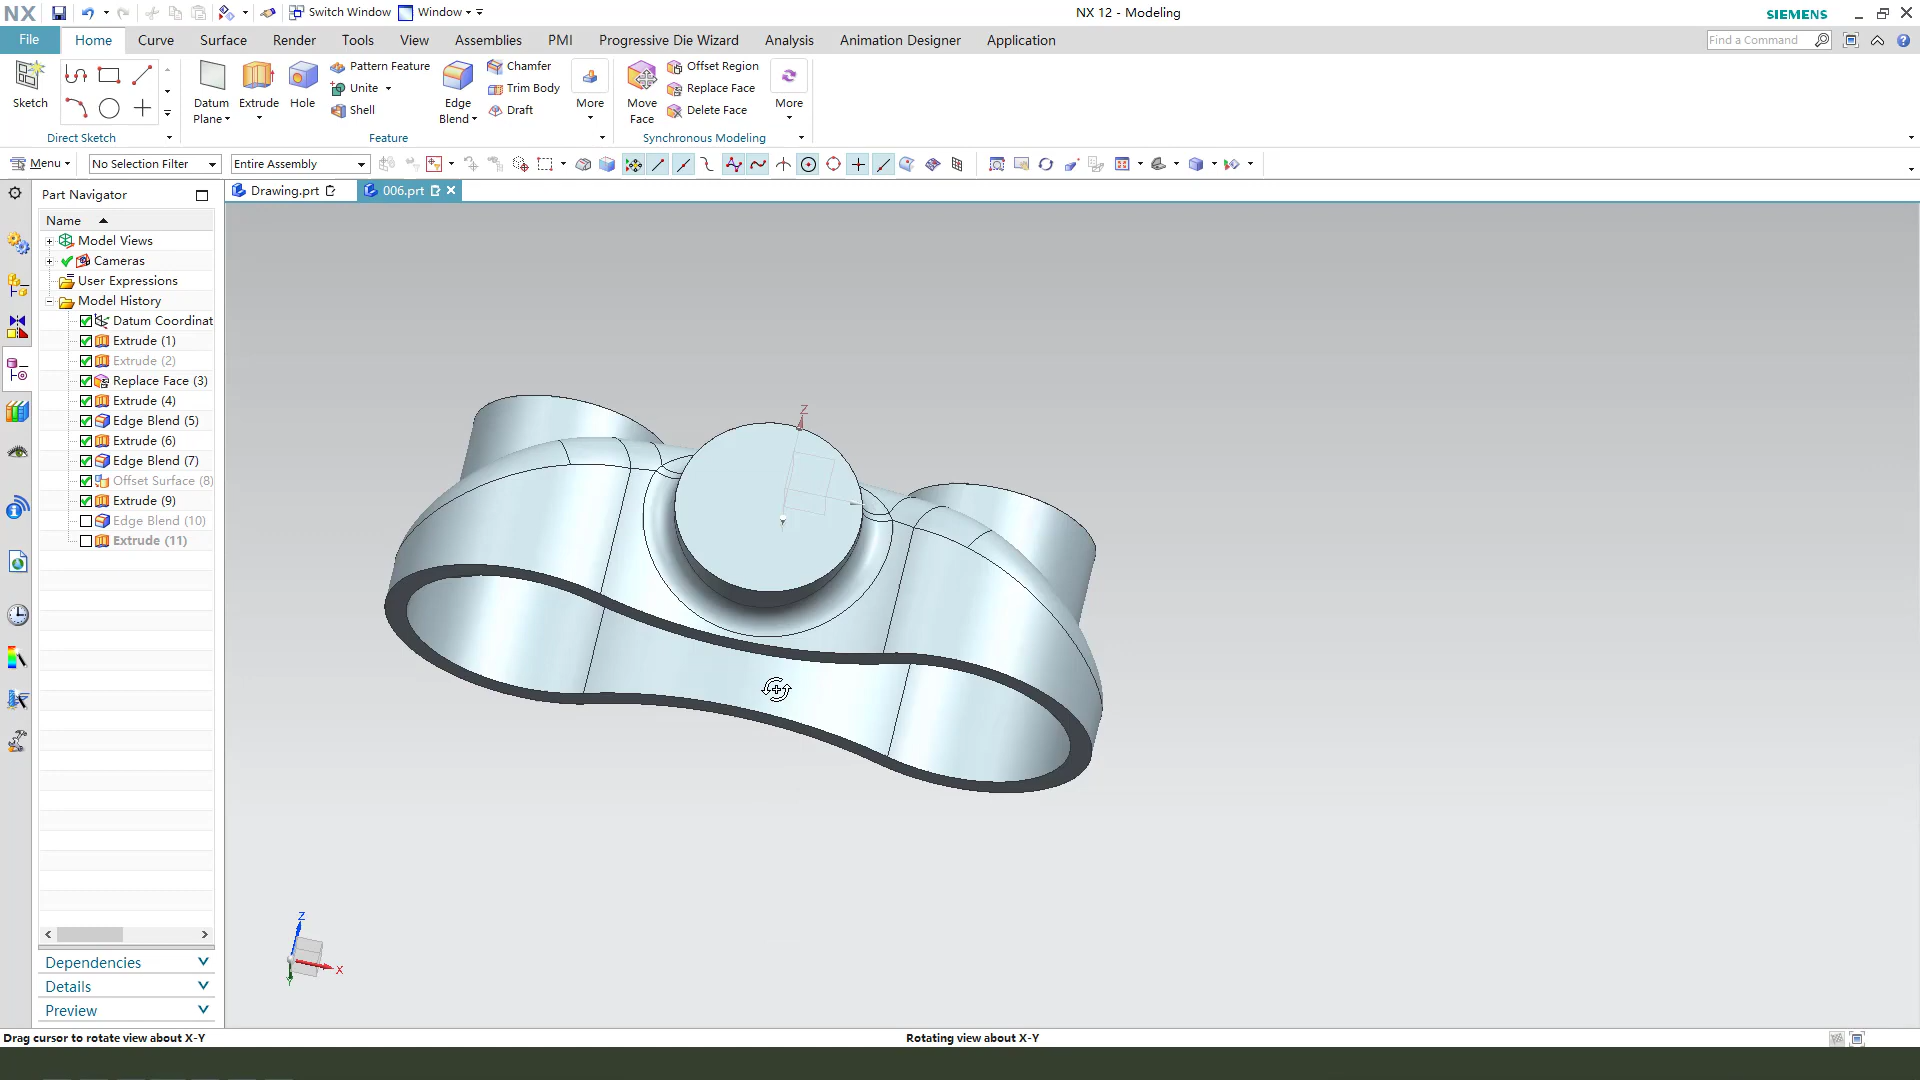 NX
Switch Window
Window
NX 12 - Modeling
SIEMENS
File
Home
Curve
Surface
Render
Tools
View
Assemblies
PMI
Progressive Die Wizard
Analysis
Animation Designer
Application
Find a Command
Sketch
Direct Sketch
Datum
Plane
Extrude
Hole
Pattern Feature
Unite
Shell
Edge
Blend
Chamfer
Trim Body
Draft
More
Feature
Move
Face
Offset Region
Replace Face
Delete Face
More
Synchronous Modeling
Menu
No Selection Filter
Entire Assembly
Part Navigator
Drawing.prt
006.prt
Name
Model Views
Cameras
User Expressions
Model History
Datum Coordinat
Extrude (1)
Extrude (2)
Replace Face (3)
Extrude (4)
Edge Blend (5)
Extrude (6)
Edge Blend (7)
Offset Surface (8)
Extrude (9)
Edge Blend (10)
Extrude (11)
Z
Z
X
Y
Dependencies
Details
Preview
Drag cursor to rotate view about X-Y
Rotating view about X-Y